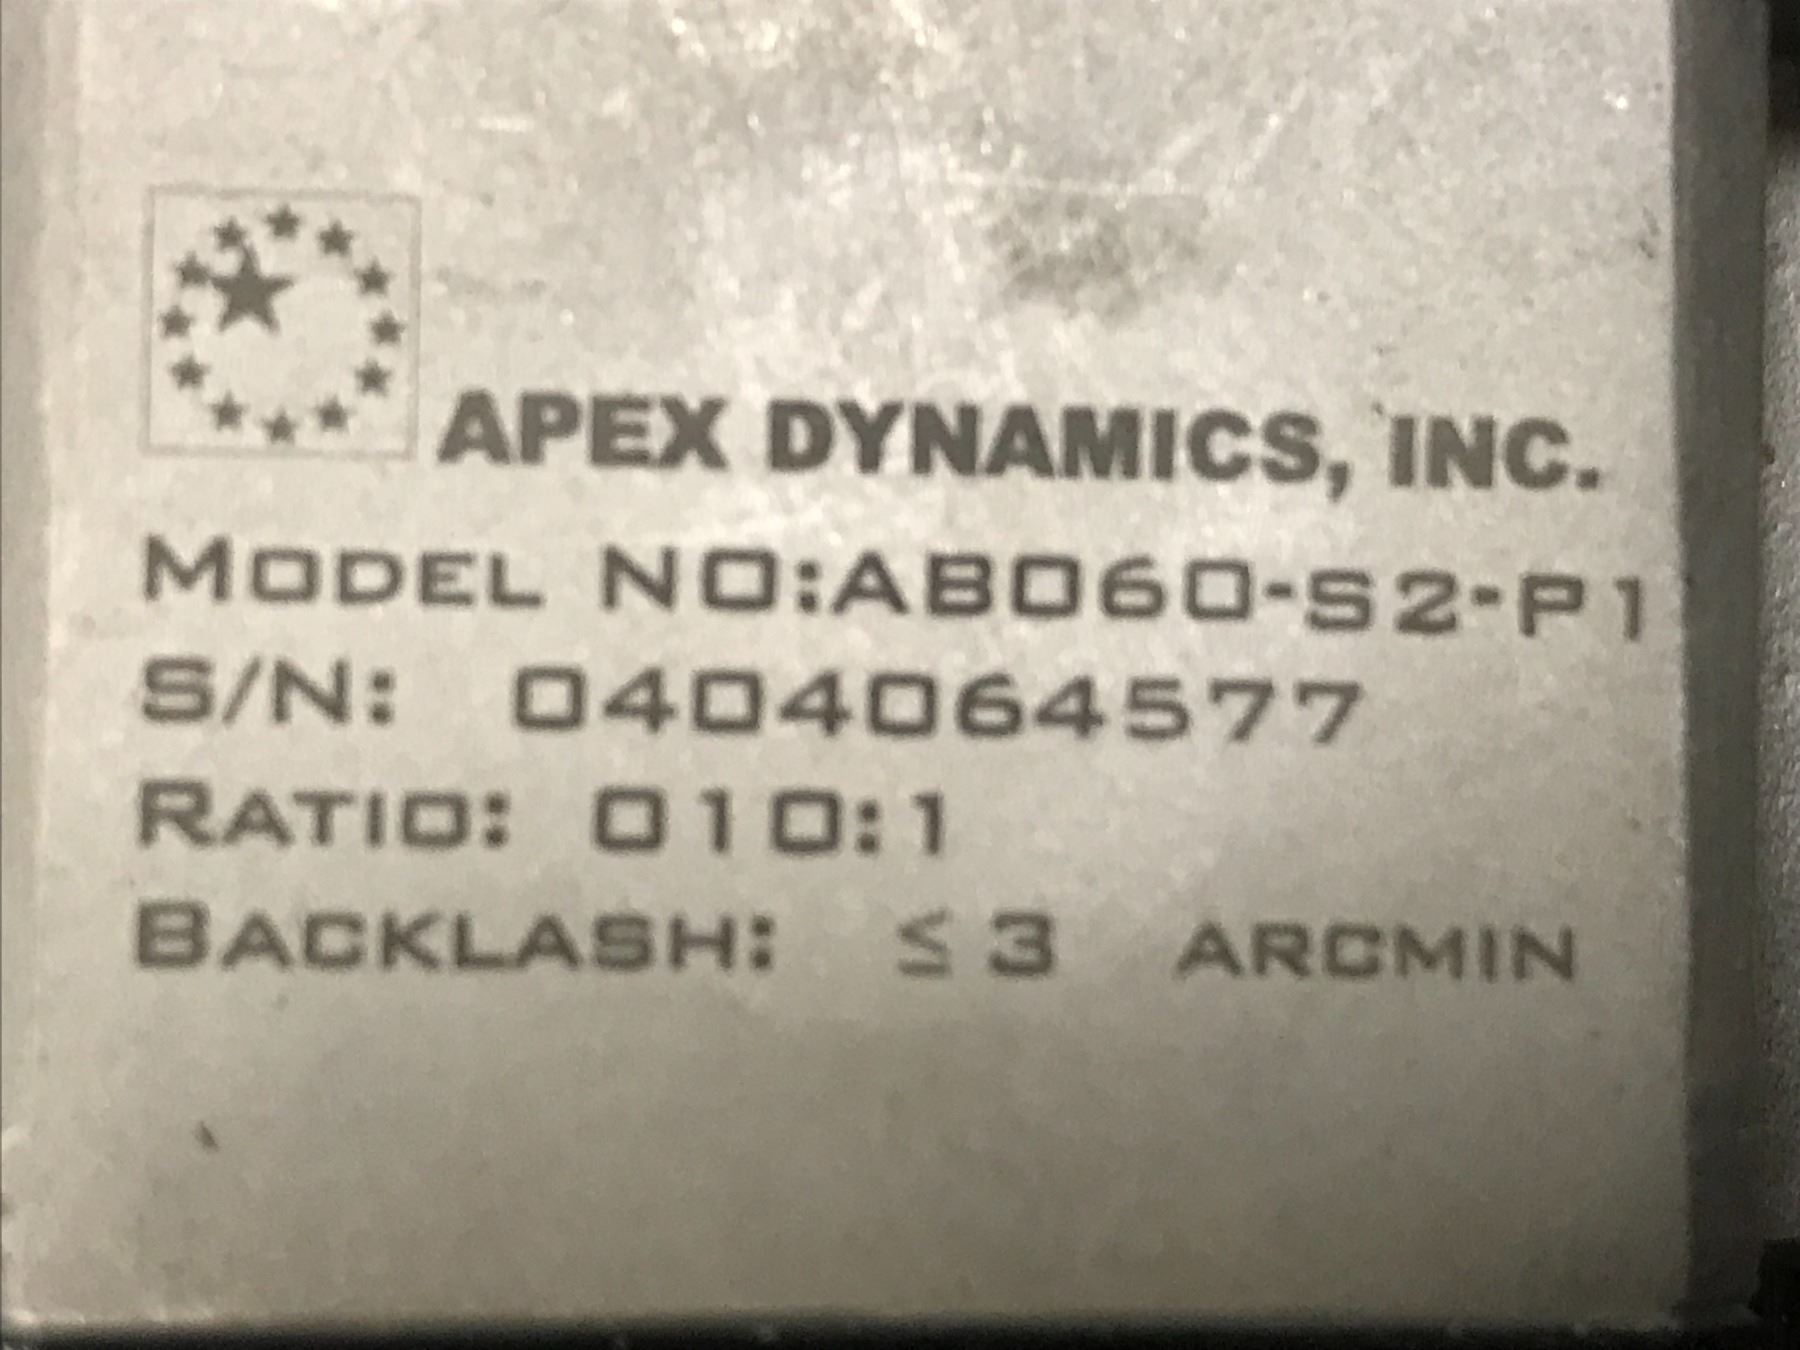 APEX DYNAMICS, INC.
MODEL NO:AB060-S2-P1
S/N: 0404064577
RATIO: 010:1
BACKLASH: ≤3 ARCMIN